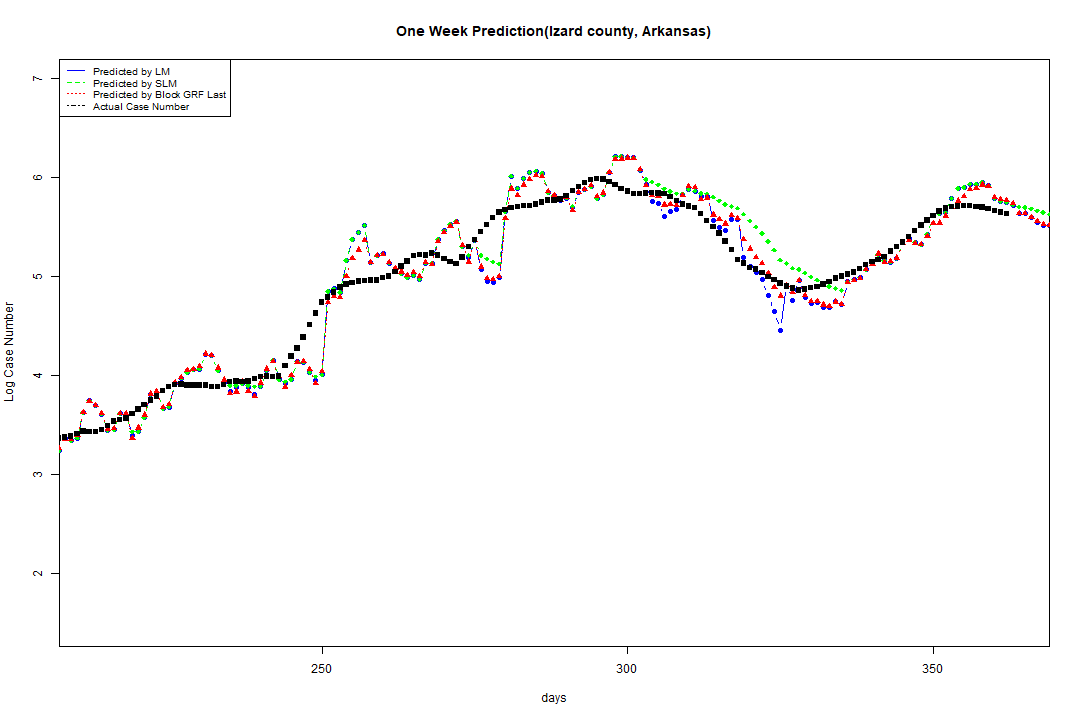 One Week Prediction(Izard county, Arkansas)
Predicted by LM
Predicted by SLM
Predicted by Block GRF Last
Actual Case Number
7
6
5
4
3
2
Log Case Number
250
300
350
days